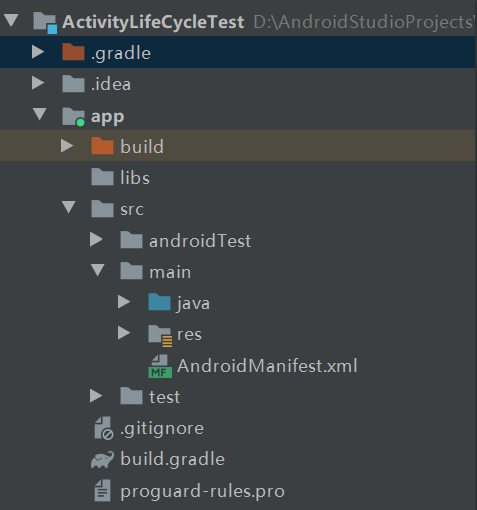 ActivityLifeCycleTest D:\AndroidStudioProjects\
.gradle
.idea
app
build
libs
src
androidTest
main
java
res
MF AndroidManifest.xml
test
.gitignore
build.gradle
proguard-rules.pro